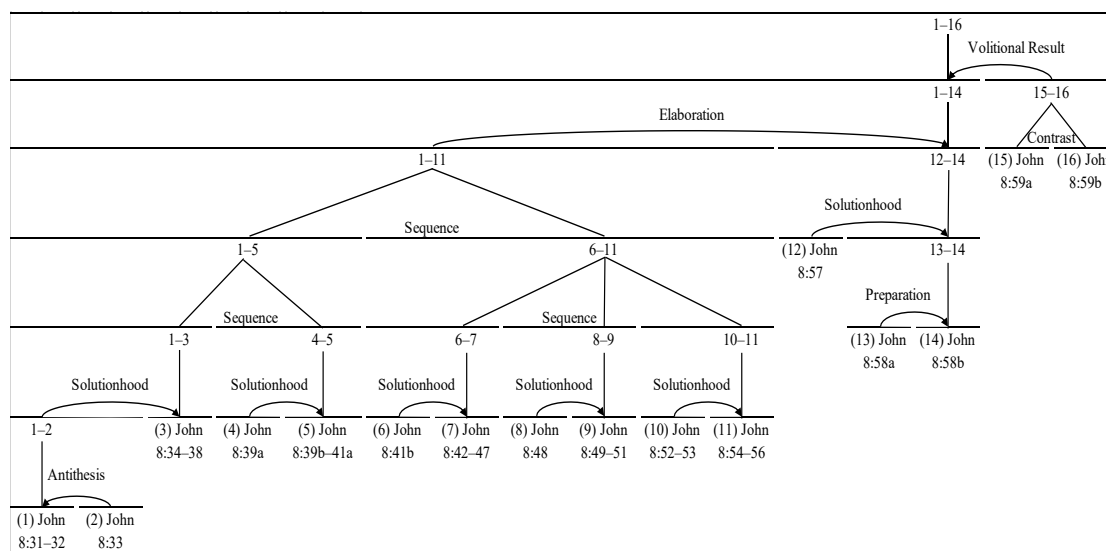 1–16
Volitional Result
1–14
15–16
Elaboration
Contrast
1–11
12–14
(15) John
8:59a
(16) Joh
8:59b
Solutionhood
Sequence
1–5
6–11
(12) John
8:57
13–14
Preparation
Sequence
Sequence
1–3
4–5
6–7
8–9
10–11
(13) John
8:58a
(14) John
8:58b
Solutionhood
Solutionhood
Solutionhood
Solutionhood
Solutionhood
1–2
(3) John
8:34–38
(4) John
8:39a
(5) John
8:39b–41a
(6) John
8:41b
(7) John
8:42–47
(8) John
8:48
(9) John
8:49–51
(10) John
8:52–53
(11) John
8:54–56
Antithesis
(1) John
8:31–32
(2) John
8:33